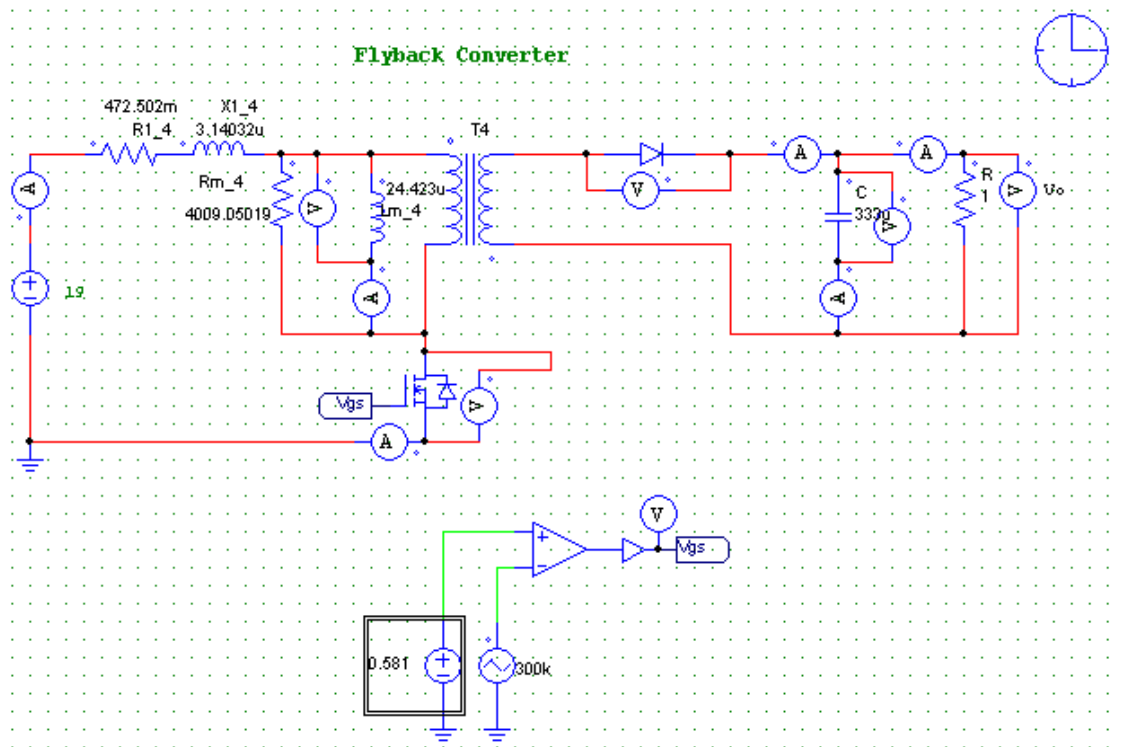 Flyback Converter
472.502m
X1_4
R1_4
3.14032u
T4
A
A
A
Rm_4
4009.05019
V
24.423u
Lm_4
V
C
333u
V
R
1
V
Vo
19
A
A
Vgs
V
A
V
Vgs
0.581
300k